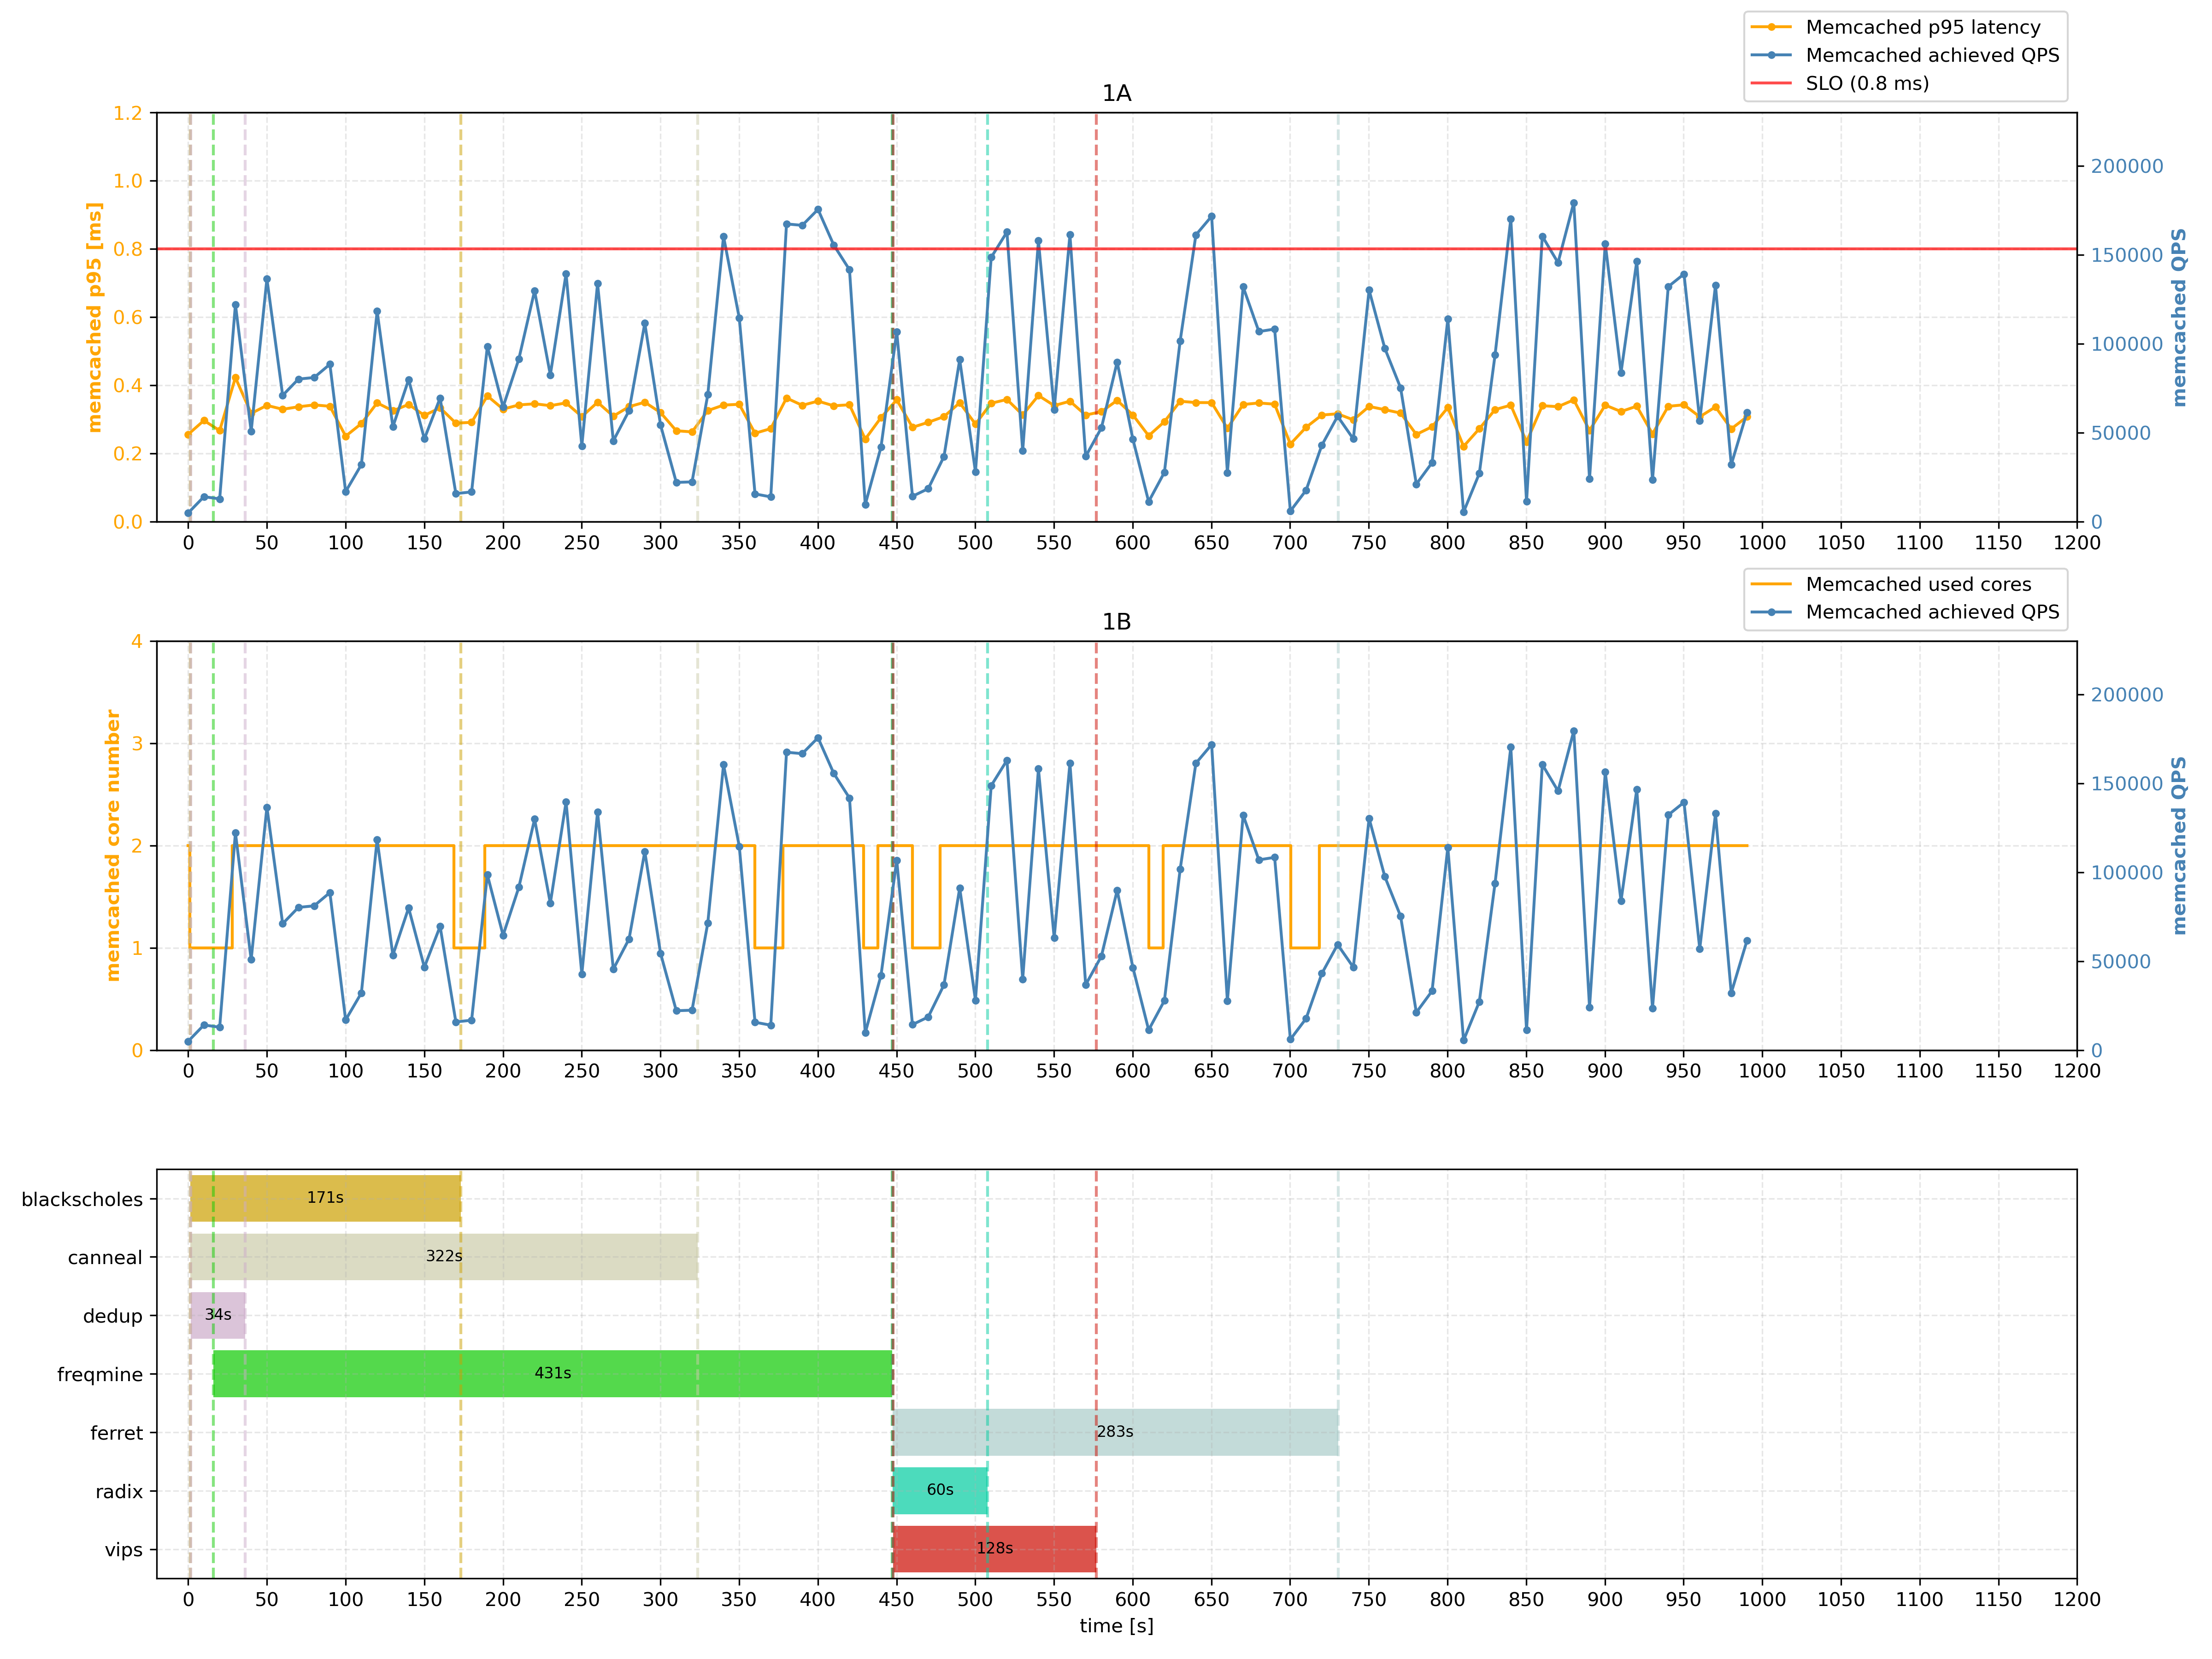 Memcached p95 latency
Memcached achieved QPS
SLO (0.8 ms)
1A
1.2
1.0
0.8
0.6
0.4
0.2
0.0
memcached p95 [ms]
200000
150000
100000
50000
0
memcached QPS
0 50 100 150 200 250 300 350 400 450 500 550 600 650 700 750 800 850 900 950 1000 1050 1100 1150 1200
Memcached used cores
Memcached achieved QPS
1B
4
3
2
1
0
memcached core number
200000
150000
100000
50000
0
memcached QPS
0 50 100 150 200 250 300 350 400 450 500 550 600 650 700 750 800 850 900 950 1000 1050 1100 1150 1200
blackscholes 171s
canneal 322s
dedup 34s
freqmine 431s
ferret 283s
radix 60s
vips 128s
0 50 100 150 200 250 300 350 400 450 500 550 600 650 700 750 800 850 900 950 1000 1050 1100 1150 1200
time [s]